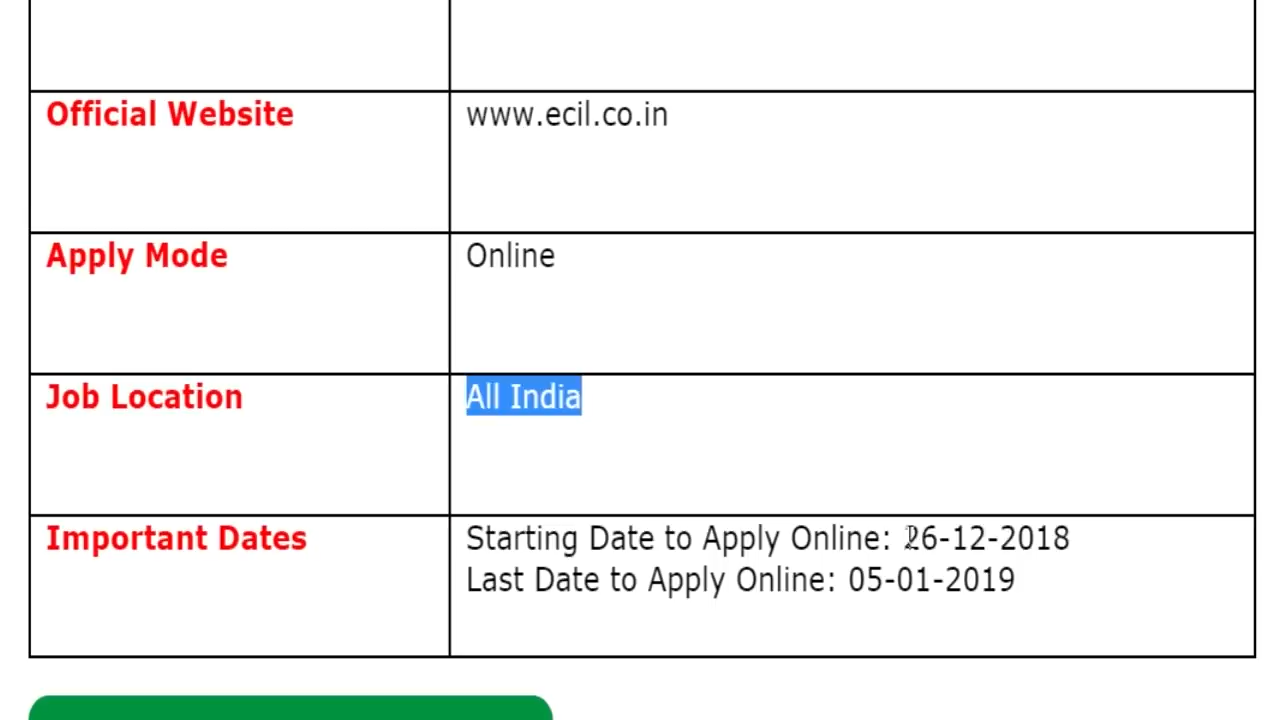 Official Website
www.ecil.co.in
Apply Mode
Online
Job Location
All India
Important Dates
Starting Date to Apply Online: 26-12-2018
Last Date to Apply Online: 05-01-2019